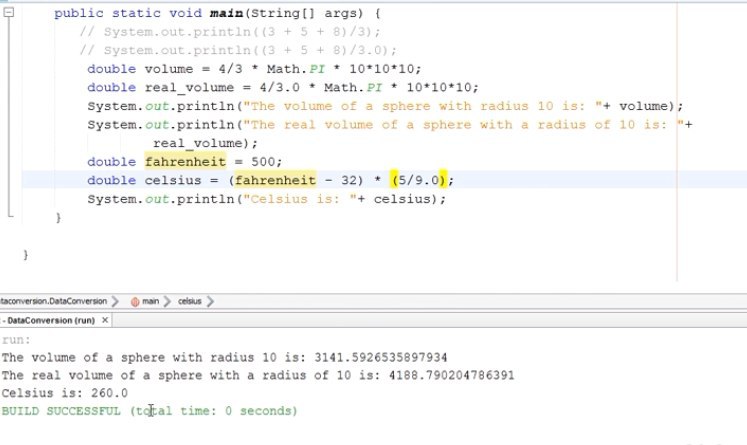 public static void main(String[] args) {
// System.out.println((3 + 5 + 8)/3);
// System.out.println((3 + 5 + 8)/3.0);
double volume = 4/3 * Math.PI * 10*10*10;
double real_volume = 4/3.0 * Math.PI * 10*10*10;
System.out.println("The volume of a sphere with radius 10 is: "+ volume);
System.out.println("The real volume of a sphere with a radius of 10 is: "+
real_volume);
double fahrenheit = 500;
double celsius = (fahrenheit - 32) * (5/9.0);
System.out.println("Celsius is: "+ celsius);
}
}
taconversion.DataConversion main celsius
- DataConversion (run) ×
run:
The volume of a sphere with radius 10 is: 3141.5926535897934
The real volume of a sphere with a radius of 10 is: 4188.790204786391
Celsius is: 260.0
BUILD SUCCESSFUL (total time: 0 seconds)